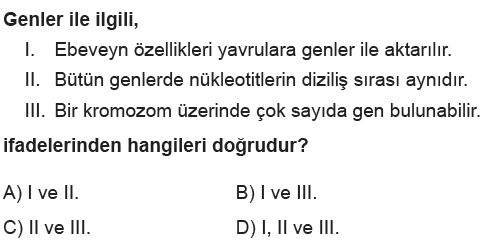 Genler ile ilgili,
I. Ebeveyn özellikleri yavrulara genler ile aktarılır.
II. Bütün genlerde nükleotitlerin diziliş sırası aynıdır.
III. Bir kromozom üzerinde çok sayıda gen bulunabilir.
ifadelerinden hangileri doğrudur?
A) I ve II. B) I ve III.
C) II ve III. D) I, II ve III.